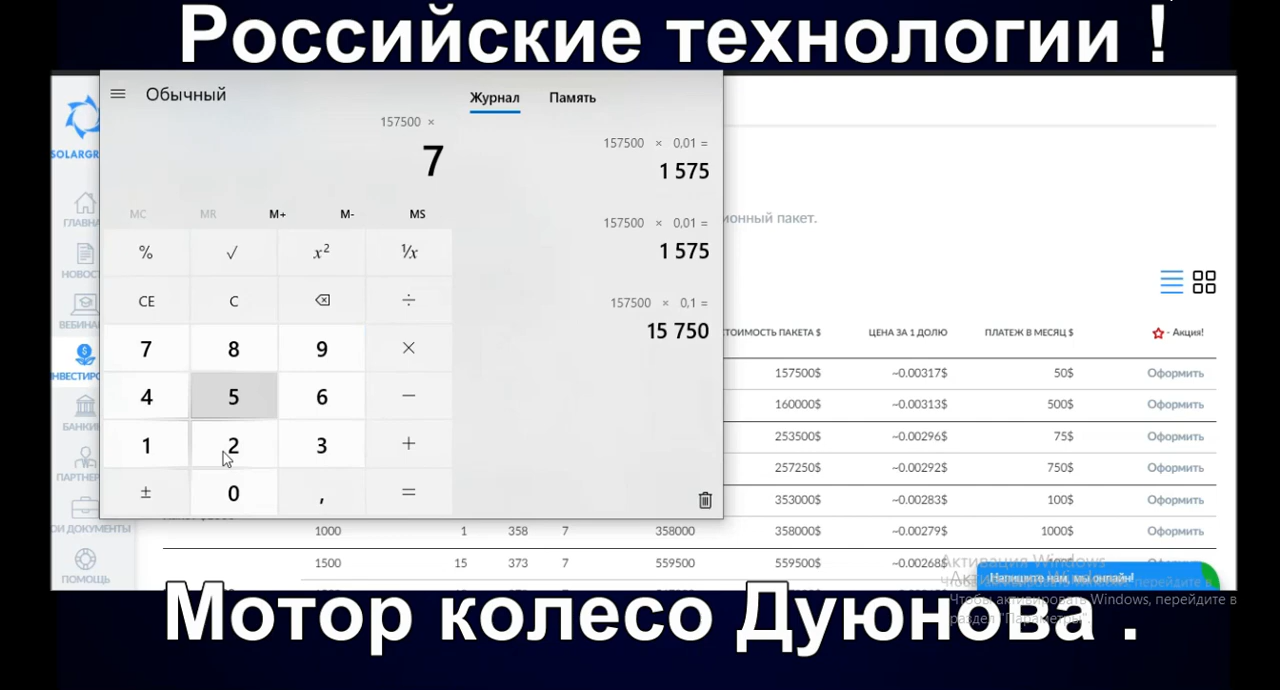 Российские технологии !
Обычный
Журнал
Память
157500 ×
7
157500 × 0,01 =
1 575
157500 × 0,01 =
1 575
157500 × 0,1 =
15 750
MC MR M+ M- MS
% √ x² ¹/x
CE C ⌫ ÷
7 8 9 ×
4 5 6 −
1 2 3 +
± 0 , =
SOLARGR
ГЛАВНА
НОВОСТ
ВЕБИНА
НВЕСТИРО
БАНКИ
ПАРТНЕР
ОИ ДОКУМЕНТЫ
ПОМОЩЬ
ионный пакет.
ТОИМОСТЬ ПАКЕТА $ ЦЕНА ЗА 1 ДОЛЮ ПЛАТЕЖ В МЕСЯЦ $ - Акция!
157500$ ~0.00317$ 50$ Оформить
160000$ ~0.00313$ 500$ Оформить
253500$ ~0.00296$ 75$ Оформить
257250$ ~0.00292$ 750$ Оформить
353000$ ~0.00283$ 100$ Оформить
1000 1 358 7 358000 358000$ ~0.00279$ 1000$ Оформить
1500 15 373 7 559500 559500$ ~0.00268$ Оформить
Активация Windows
Напишите нам, мы онлайн!
Чтобы активировать Windows, перейдите в
раздел "Параметры".
Мотор колесо Дуюнова .